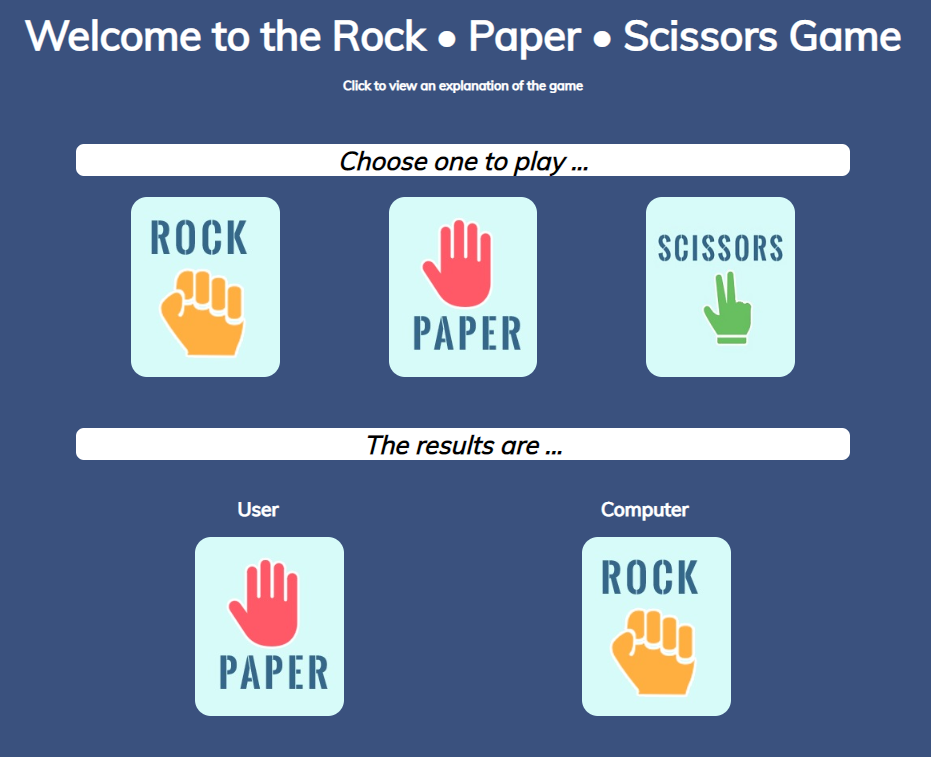 Welcome to the Rock ● Paper ● Scissors Game
Click to view an explanation of the game
Choose one to play ...
ROCK
PAPER
SCISSORS
The results are ...
User
Computer
PAPER
ROCK